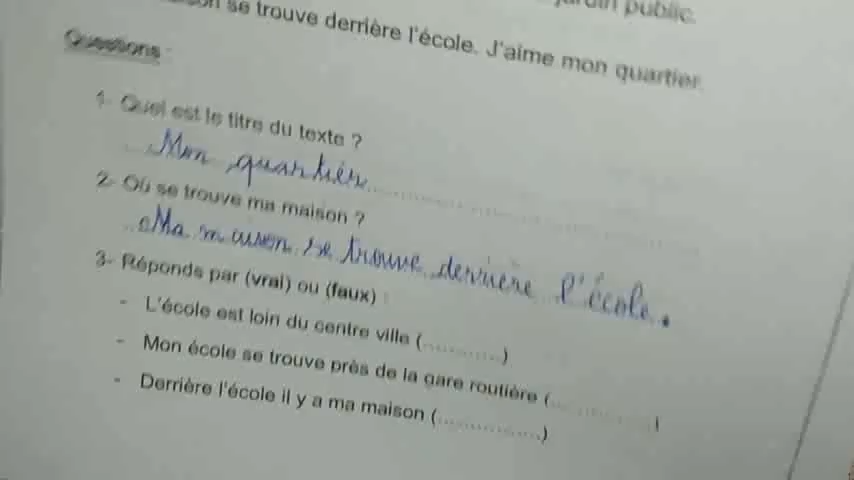 jardin public.
se trouve derrière l'école. J'aime mon quartier.
Questions :
1- Quel est le titre du texte ?
Mon quartier
2- Où se trouve ma maison ?
Ma maison se trouve derrière l'école.
3- Réponds par (vrai) ou (faux) :
- L'école est loin du centre ville (............)
- Mon école se trouve près de la gare routière (...............)
- Derrière l'école il y a ma maison (...............)